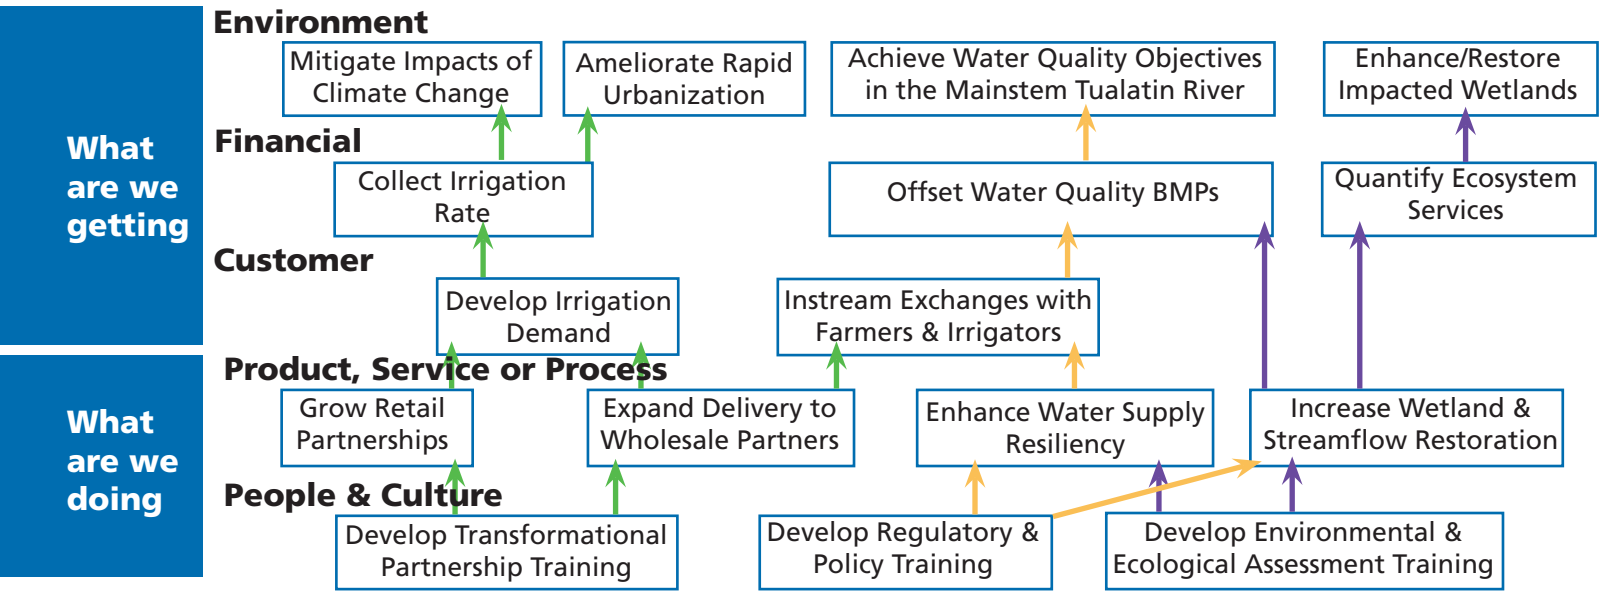 What
are we
getting
Environment
Mitigate Impacts of
Climate Change
Ameliorate Rapid
Urbanization
Achieve Water Quality Objectives
in the Mainstem Tualatin River
Enhance/Restore
Impacted Wetlands
Financial
Collect Irrigation
Rate
Offset Water Quality BMPs
Quantify Ecosystem
Services
Customer
Develop Irrigation
Demand
Instream Exchanges with
Farmers & Irrigators
What
are we
doing
Product, Service or Process
Grow Retail
Partnerships
Expand Delivery to
Wholesale Partners
Enhance Water Supply
Resiliency
Increase Wetland &
Streamflow Restoration
People & Culture
Develop Transformational
Partnership Training
Develop Regulatory &
Policy Training
Develop Environmental &
Ecological Assessment Training